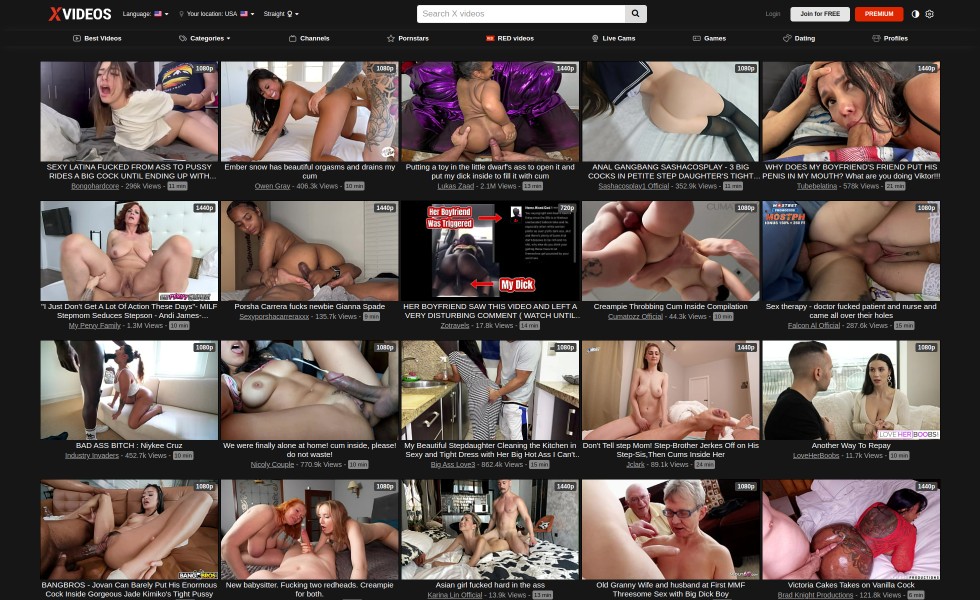 XVIDEOS
Language:
Your location: USA
Straight
Search X videos
Login
Join for FREE
PREMIUM
Best Videos
Categories
Channels
Pornstars
RED videos
Live Cams
Games
Dating
Profiles
1080p
1080p
1440p
1080p
1440p
SEXY LATINA FUCKED FROM ASS TO PUSSY
RIDES A BIG COCK UNTIL ENDING UP WITH...
Bongohardcore - 296k Views - 11 min
Ember snow has beautiful orgasms and drains my
cum
Owen Gray - 406.3k Views - 10 min
Putting a toy in the little dwarf's ass to open it and
put my dick inside to fill it with cum
Lukas Zaad - 2.1M Views - 13 min
ANAL GANGBANG SASHACOSPLAY - 3 BIG
COCKS IN PETITE STEP DAUGHTER'S TIGHT...
Sashacosplay1 Official - 352.9k Views - 11 min
WHY DOES MY BOYFRIEND'S FRIEND PUT HIS
PENIS IN MY MOUTH? What are you doing Viktor!!!
Tubebelatina - 578k Views - 21 min
1440p
1440p
Her Boyfriend
Was Triggered
My Dick
720p
CUMA
1080p
1080p
"I Just Don't Get A Lot Of Action These Days"- MILF
Stepmom Seduces Stepson - Andi James-...
My Pervy Family - 1.3M Views - 10 min
Porsha Carrera fucks newbie Gianna Spade
Sexyporshacarreraxxx - 135.7k Views - 9 min
HER BOYFRIEND SAW THIS VIDEO AND LEFT A
VERY DISTURBING COMMENT ( WATCH UNTIL...
Zotravels - 17.8k Views - 14 min
Creampie Throbbing Cum Inside Compilation
Cumatozz Official - 44.3k Views - 10 min
Sex therapy - doctor fucked patient and nurse and
came all over their holes
Falcon Al Official - 287.6k Views - 15 min
1080p
1080p
1080p
1440p
1080p
LOVE HER BOOBS!
BAD ASS BITCH : Niykee Cruz
Industry Invaders - 452.7k Views - 10 min
We were finally alone at home! cum inside, please!
do not waste!
Nicoly Couple - 770.9k Views - 10 min
My Beautiful Stepdaughter Cleaning the Kitchen in
Sexy and Tight Dress with Her Big Hot Ass I Can't..
Big Ass Love3 - 862.4k Views - 15 min
Don't Tell step Mom! Step-Brother Jerkes Off on His
Step-Sis,Then Cums Inside Her
Jclark - 89.1k Views - 24 min
Another Way To Repay
LoveHerBoobs - 11.7k Views - 10 min
1080p
1080p
1440p
1080p
1440p
BANGBROS
PRODUCTIONS
BANGBROS - Jovan Can Barely Put His Enormous
Cock Inside Gorgeous Jade Kimiko's Tight Pussy
New babysitter. Fucking two redheads. Creampie
for both.
Asian girl fucked hard in the ass
Karina Lin Official - 13.9k Views - 13 min
Old Granny Wife and husband at First MMF
Threesome Sex with Big Dick Boy
Victoria Cakes Takes on Vanilla Cock
Brad Knight Productions - 121.8k Views - 6 min